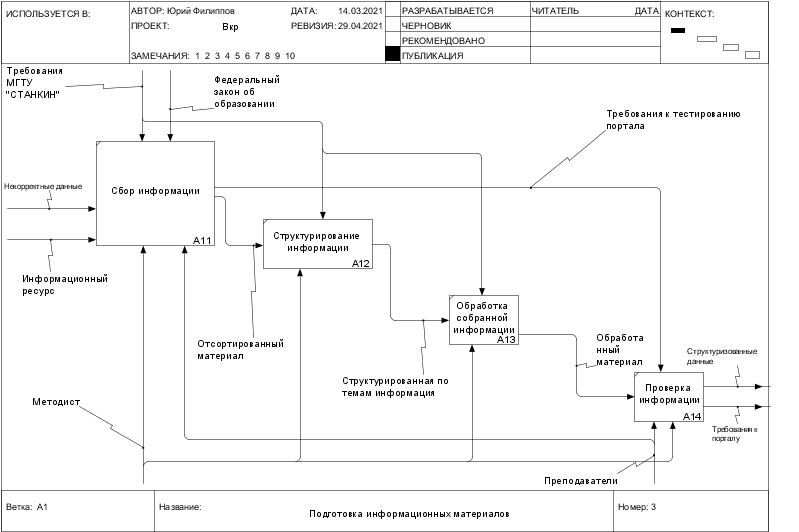 ИСПОЛЬЗУЕТСЯ В:
АВТОР: Юрий Филиппов
ДАТА: 14.03.2021
ПРОЕКТ: Вкр
РЕВИЗИЯ: 29.04.2021
ЗАМЕЧАНИЯ: 1 2 3 4 5 6 7 8 9 10
РАЗРАБАТЫВАЕТСЯ
ЧЕРНОВИК
РЕКОМЕНДОВАНО
ПУБЛИКАЦИЯ
ЧИТАТЕЛЬ
ДАТА
КОНТЕКСТ:
Требования
МГТУ
"СТАНКИН"
Федеральный
закон об
образовании
Требования к тестированию
портала
Некорректные данные
Сбор информации
A11
Информационный
ресурс
Структурирование
информации
A12
Отсортированный
материал
Обработка
собранной
информации
A13
Структурированная по
темам информация
Обработа
нный
материал
Проверка
информации
A14
Структуризованные
данные
Требования к
порталу
Методист
Преподаватели
Ветка: A1
Название:
Подготовка информационных материалов
Номер: 3